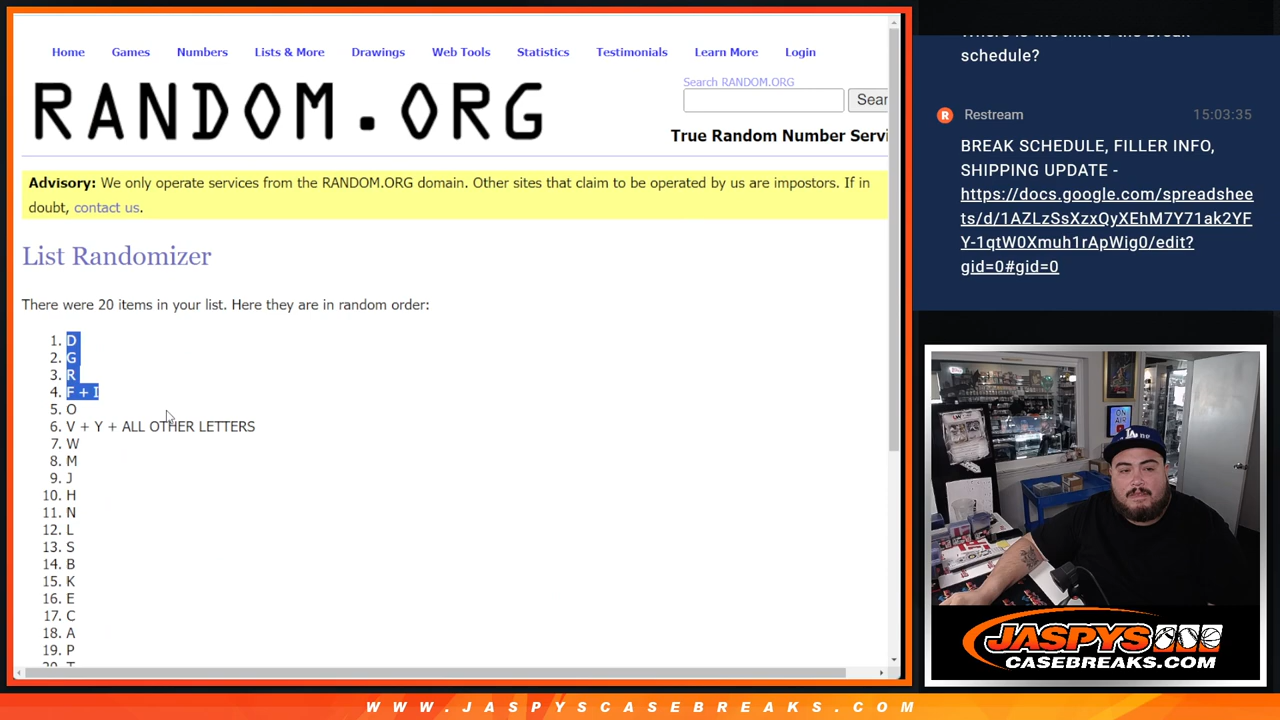 Home Games Numbers Lists & More Drawings Web Tools Statistics Testimonials Learn More Login
RANDOM.ORG
Search RANDOM.ORG
Sear
True Random Number Servi
Advisory: We only operate services from the RANDOM.ORG domain. Other sites that claim to be operated by us are impostors. If in
doubt, contact us.
List Randomizer
There were 20 items in your list. Here they are in random order:
1. D
2. G
3. R
4. F + I
5. O
6. V + Y + ALL OTHER LETTERS
7. W
8. M
9. J
10. H
11. N
12. L
13. S
14. B
15. K
16. E
17. C
18. A
19. P
20. T
Where is the link to the break
schedule?
Restream 15:03:35
BREAK SCHEDULE, FILLER INFO,
SHIPPING UPDATE -
https://docs.google.com/spreadshee
ts/d/1AZLzSsXzxQyXEhM7Y71ak2YF
Y-1qtW0Xmuh1rApWig0/edit?
gid=0#gid=0
ON
AIR
LA
JASPYS
CASEBREAKS.COM
WWW.JASPYSCASEBREAKS.COM